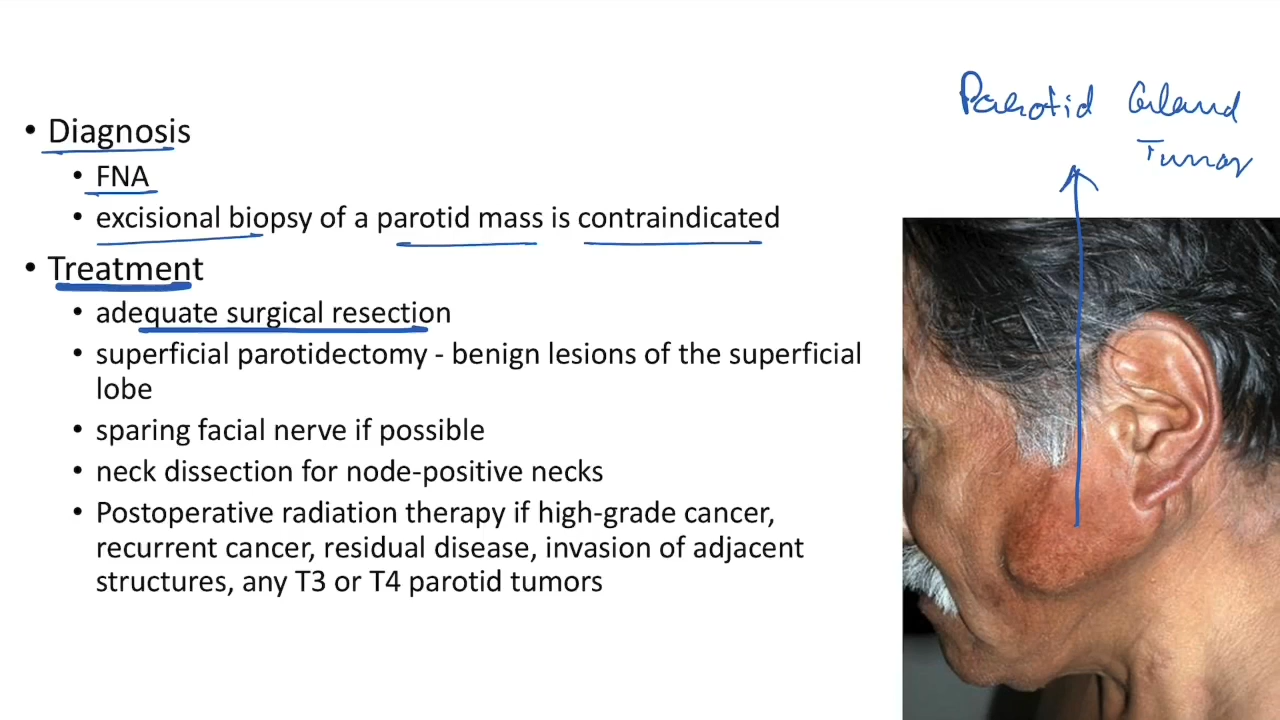 Parotid Gland
Tumor
• Diagnosis
• FNA
• excisional biopsy of a parotid mass is contraindicated
• Treatment
• adequate surgical resection
• superficial parotidectomy - benign lesions of the superficial
lobe
• sparing facial nerve if possible
• neck dissection for node-positive necks
• Postoperative radiation therapy if high-grade cancer,
recurrent cancer, residual disease, invasion of adjacent
structures, any T3 or T4 parotid tumors